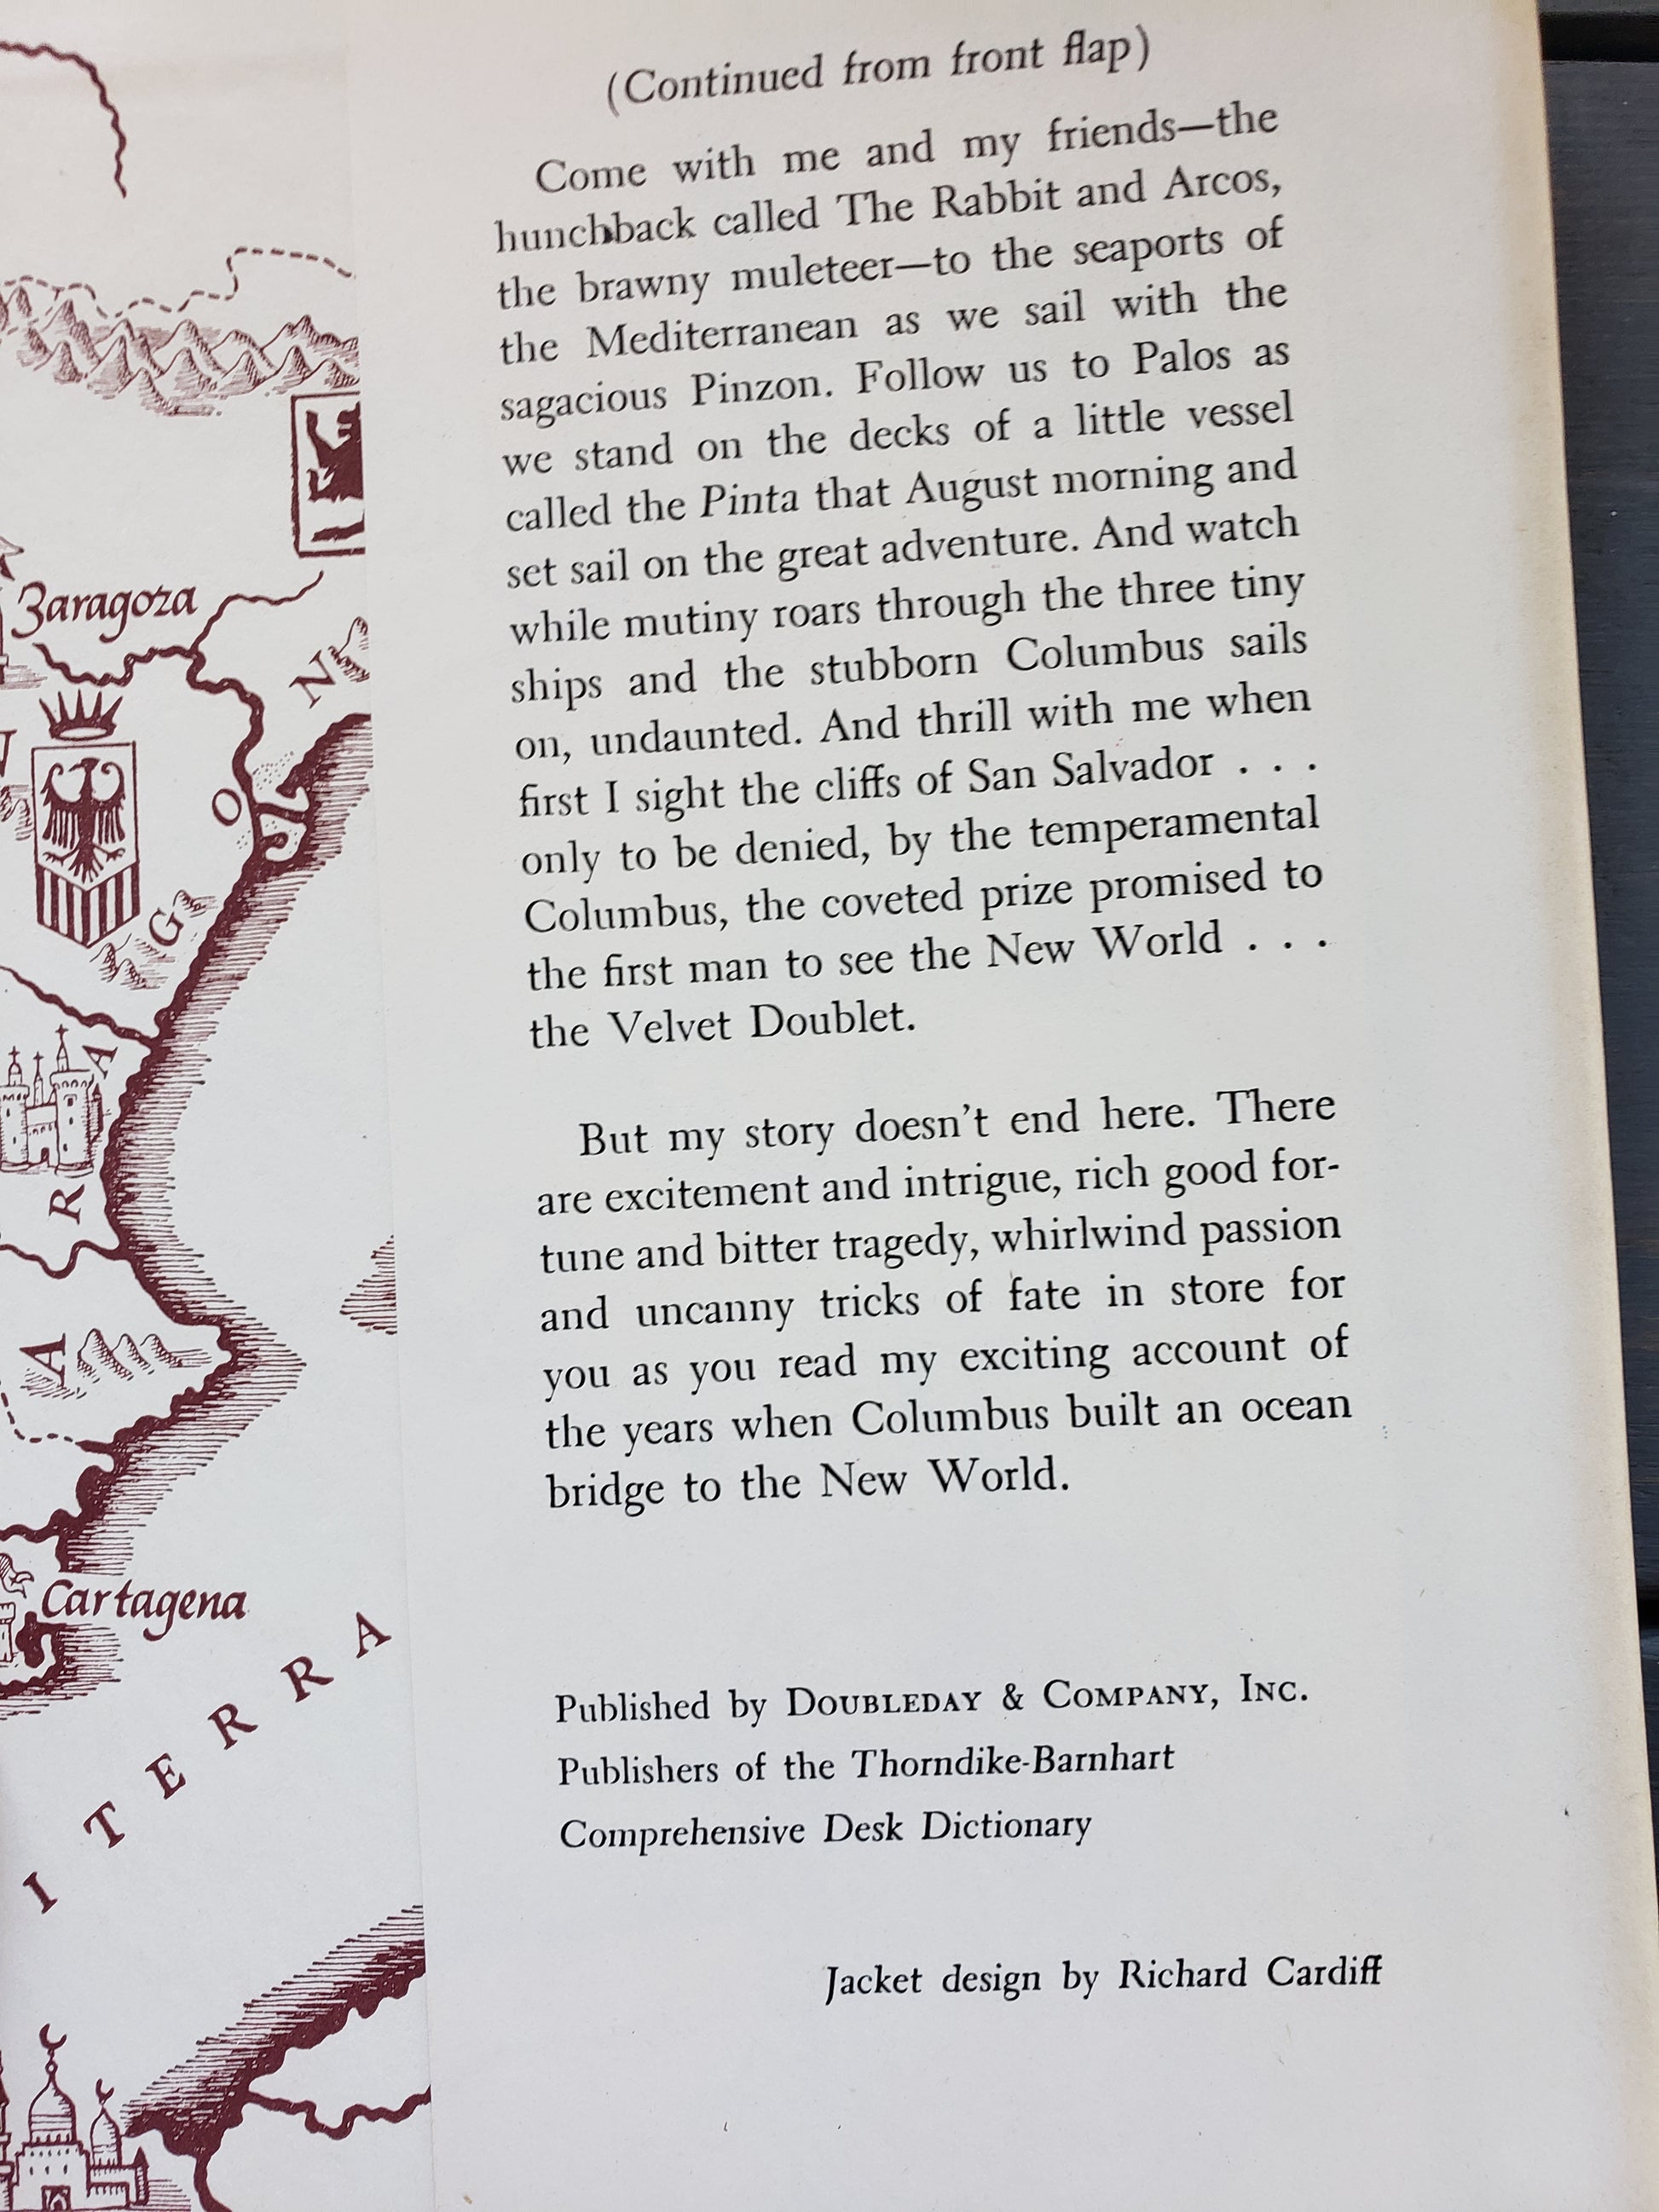 (Continued from front flap)
Come with me and my friends—the
hunchback called The Rabbit and Arcos,
the brawny muleteer—to the seaports of
the Mediterranean as we sail with the
sagacious Pinzon. Follow us to Palos as
we stand on the decks of a little vessel
called the Pinta that August morning and
set sail on the great adventure. And watch
while mutiny roars through the three tiny
ships and the stubborn Columbus sails
on, undaunted. And thrill with me when
first I sight the cliffs of San Salvador . . .
only to be denied, by the temperamental
Columbus, the coveted prize promised to
the first man to see the New World . . .
the Velvet Doublet.
But my story doesn't end here. There
are excitement and intrigue, rich good for-
tune and bitter tragedy, whirlwind passion
and uncanny tricks of fate in store for
you as you read my exciting account of
the years when Columbus built an ocean
bridge to the New World.
Published by DOUBLEDAY & COMPANY, INC.
Publishers of the Thorndike-Barnhart
Comprehensive Desk Dictionary
Jacket design by Richard Cardiff
Zaragoza
A R A G O N
A
Cartagena
I T E R R A